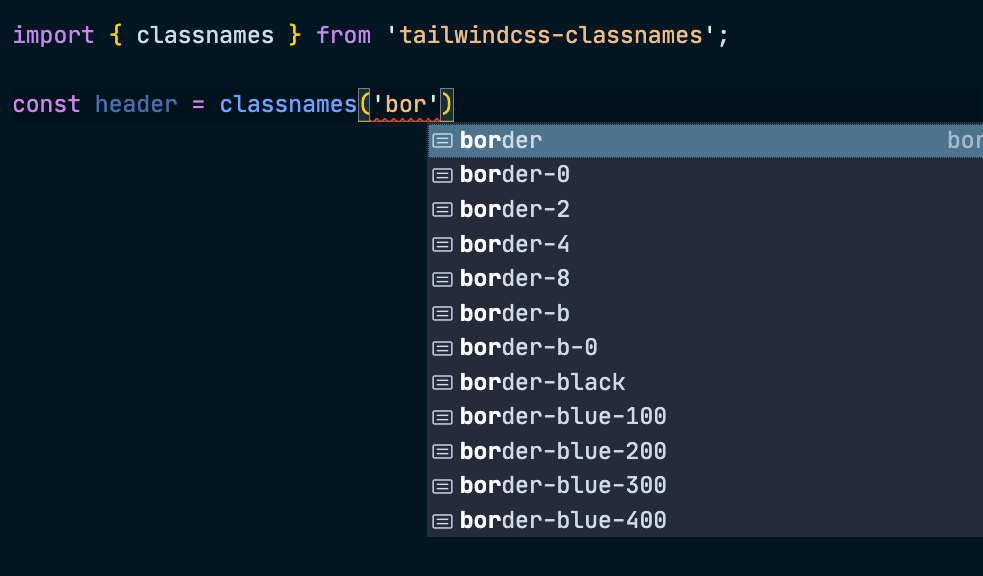 import { classnames } from 'tailwindcss-classnames';
const header = classnames('bor')
border bor
border-0
border-2
border-4
border-8
border-b
border-b-0
border-black
border-blue-100
border-blue-200
border-blue-300
border-blue-400